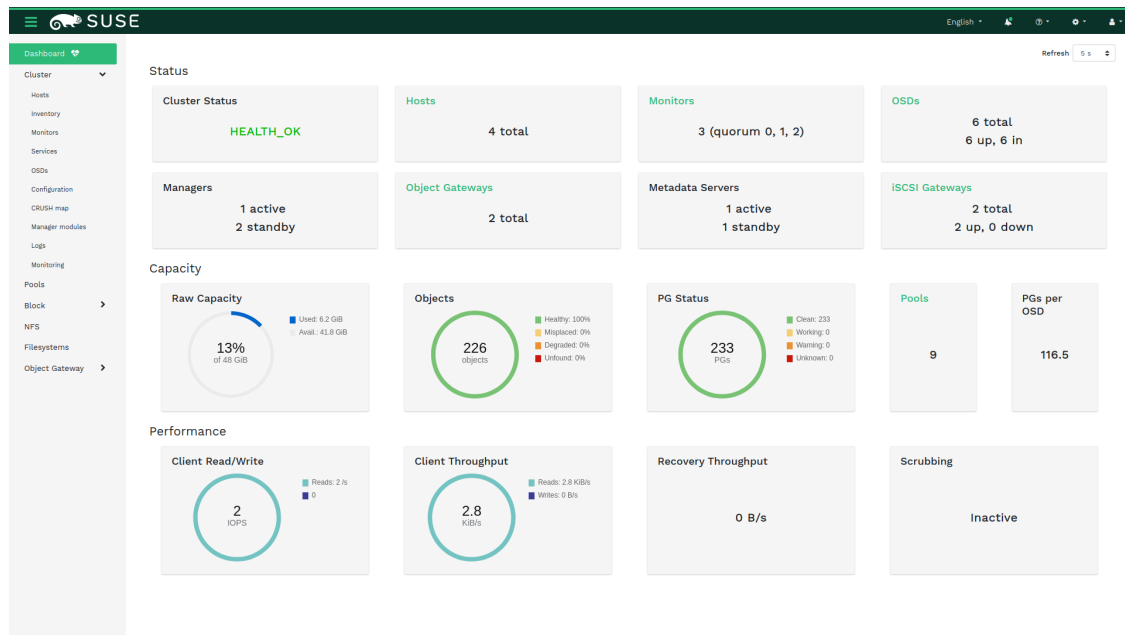 SUSE
English
Dashboard
Refresh 5 s
Cluster
Hosts
Inventory
Monitors
Services
OSDs
Configuration
CRUSH map
Manager modules
Logs
Monitoring
Pools
Block
NFS
Filesystems
Object Gateway
Status
Cluster Status
HEALTH_OK
Hosts
4 total
Monitors
3 (quorum 0, 1, 2)
OSDs
6 total
6 up, 6 in
Managers
1 active
2 standby
Object Gateways
2 total
Metadata Servers
1 active
1 standby
iSCSI Gateways
2 total
2 up, 0 down
Capacity
Raw Capacity
13%
of 48 GiB
Used: 6.2 GiB
Avail.: 41.8 GiB
Objects
226
objects
Healthy: 100%
Misplaced: 0%
Degraded: 0%
Unfound: 0%
PG Status
233
PGs
Clean: 233
Working: 0
Warning: 0
Unknown: 0
Pools
9
PGs per
OSD
116.5
Performance
Client Read/Write
2
IOPS
Reads: 2 /s
0
Client Throughput
2.8
KiB/s
Reads: 2.8 KiB/s
Writes: 0 B/s
Recovery Throughput
0 B/s
Scrubbing
Inactive